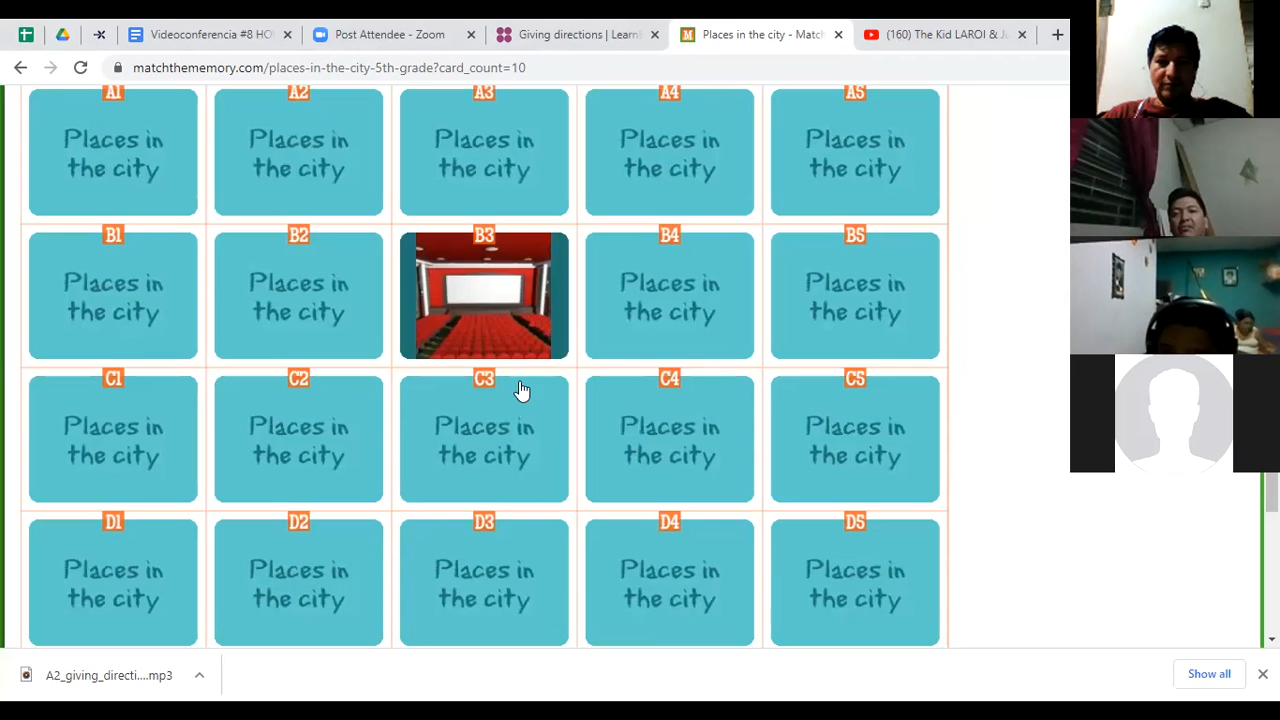 Videoconferencia #8 HO
Post Attendee - Zoom
Giving directions | Learn
Places in the city - Matc
(160) The Kid LAROI & Ju
matchthememory.com/places-in-the-city-5th-grade?card_count=10
A1 A2 A3 A4 A5
Places in Places in Places in Places in Places in
the city the city the city the city the city
B1 B2 B3 B4 B5
Places in Places in Places in Places in
the city the city the city the city
C1 C2 C3 C4 C5
Places in Places in Places in Places in Places in
the city the city the city the city the city
D1 D2 D3 D4 D5
Places in Places in Places in Places in Places in
the city the city the city the city the city
A2_giving_directi....mp3
Show all